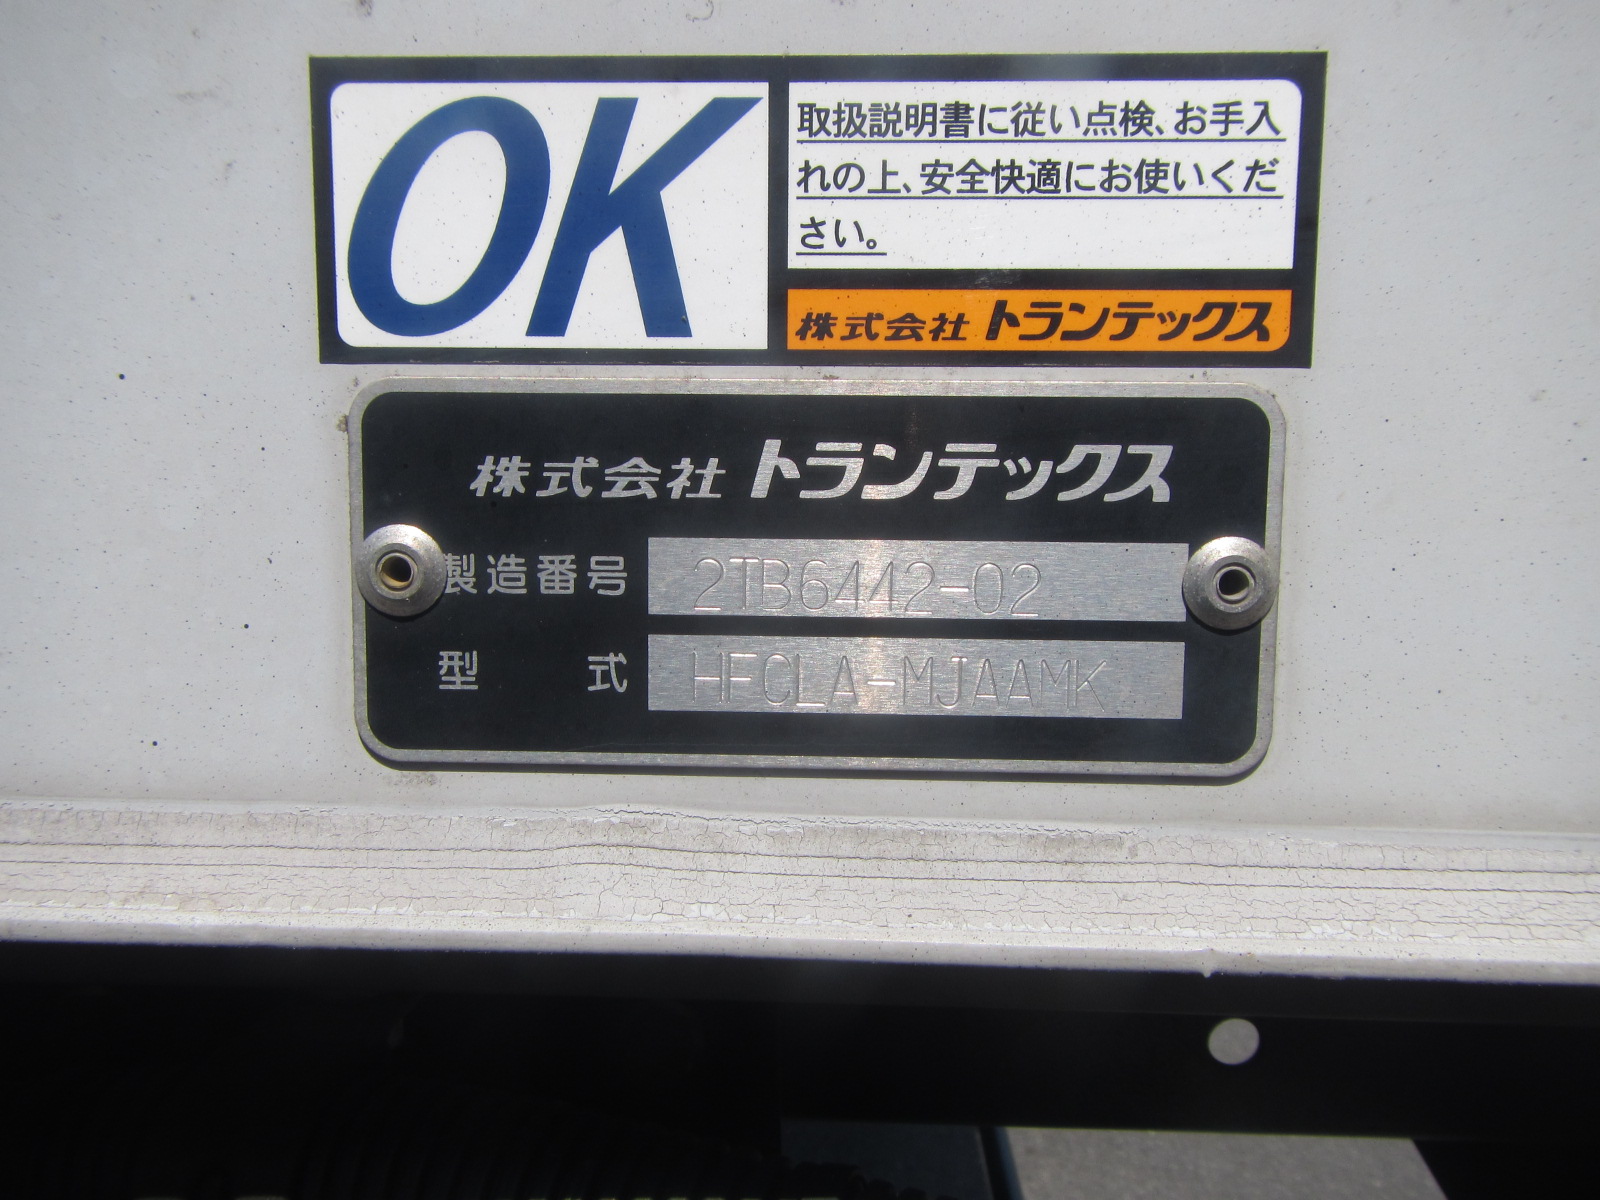 OK
取扱説明書に従い点検、お手入
れの上、安全快適にお使いくだ
さい。
株式会社トランテックス
株式会社トランテックス
製造番号 2TB6442-02
型式 HFCLA-MJAAMK